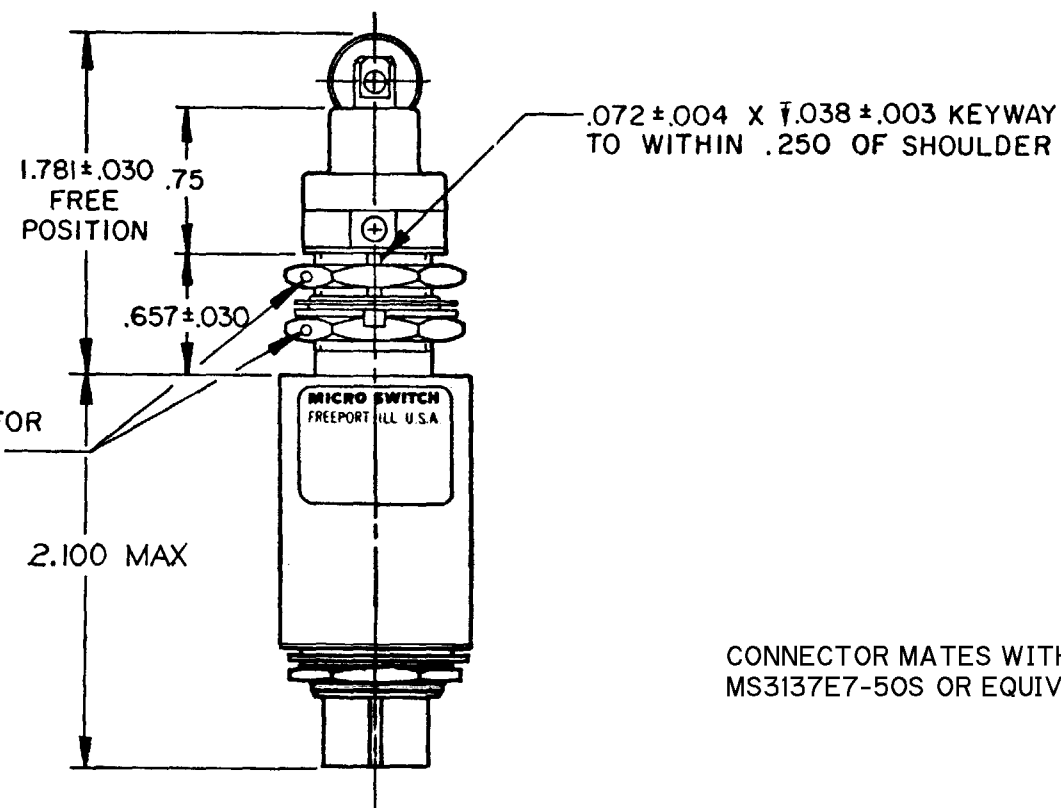 .072 ±.004 X ↧.038 ±.003 KEYWAY
TO WITHIN .250 OF SHOULDER
1.781±.030
FREE
POSITION
.75
.657±.030
FOR
MICRO SWITCH
FREEPORT ILL U.S.A.
2.100 MAX
CONNECTOR MATES WITH
MS3137E7-50S OR EQUIV